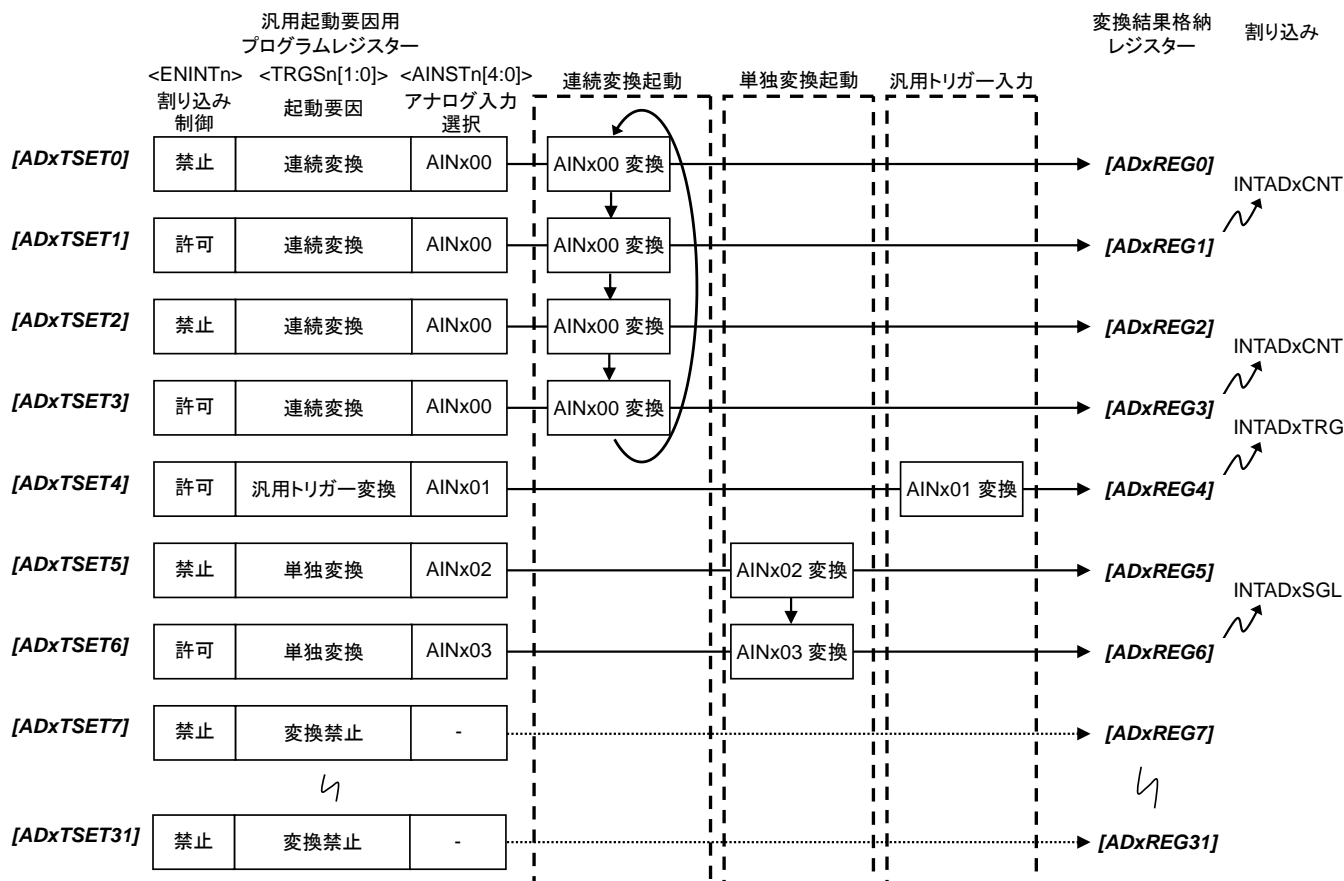 汎用起動要因用
プログラムレジスター
変換結果格納
レジスター
割り込み
<ENINTn> <TRGSn[1:0]> <AINSTn[4:0]>
割り込み
制御
起動要因
アナログ入力
選択
連続変換起動
単独変換起動
汎用トリガー入力
[ADxTSET0] 禁止 連続変換 AINx00 AINx00 変換 [ADxREG0]
INTADxCNT
[ADxTSET1] 許可 連続変換 AINx00 AINx00 変換 [ADxREG1]
[ADxTSET2] 禁止 連続変換 AINx00 AINx00 変換 [ADxREG2]
INTADxCNT
[ADxTSET3] 許可 連続変換 AINx00 AINx00 変換 [ADxREG3]
INTADxTRG
[ADxTSET4] 許可 汎用トリガー変換 AINx01 AINx01 変換 [ADxREG4]
[ADxTSET5] 禁止 単独変換 AINx02 AINx02 変換 [ADxREG5]
INTADxSGL
[ADxTSET6] 許可 単独変換 AINx03 AINx03 変換 [ADxREG6]
[ADxTSET7] 禁止 変換禁止 - [ADxREG7]
[ADxTSET31] 禁止 変換禁止 - [ADxREG31]